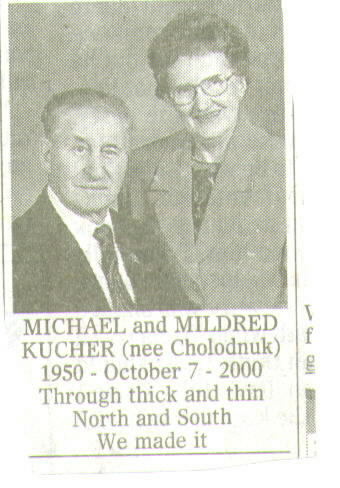 MICHAEL and MILDRED
KUCHER (nee Cholodnuk)
1950 - October 7 - 2000
Through thick and thin
North and South
We made it